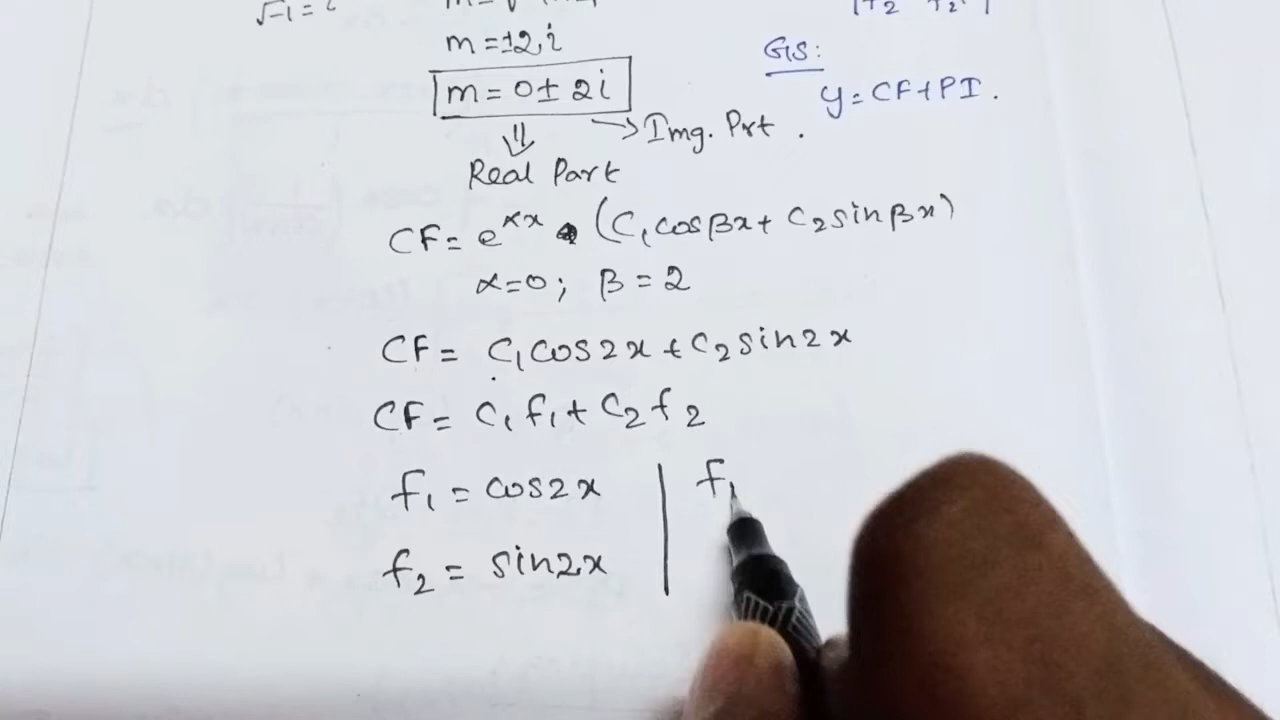 √-1 = i
m = ±2i
m = 0 ± 2i
Img. Prt .
Real Part
CF = e^αx (C₁cosβx + C₂sinβx)
α=0; β=2
CF = C₁cos2x + C₂sin2x
CF = C₁f₁ + C₂f₂
f₁ = cos2x
f₂ = sin2x
f₁
GS:
y = CF + PI .